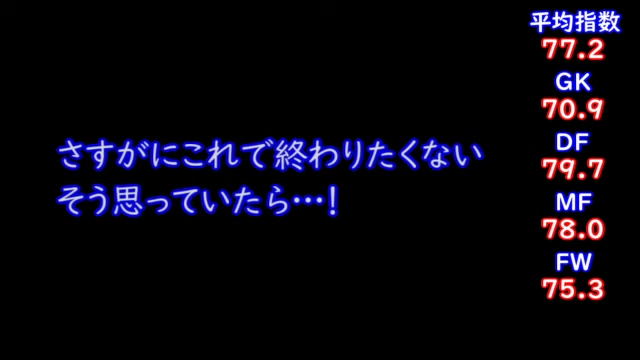 さすがにこれで終わりたくない
そう思っていたら…！
平均指数
77.2
GK
70.9
DF
79.7
MF
78.0
FW
75.3